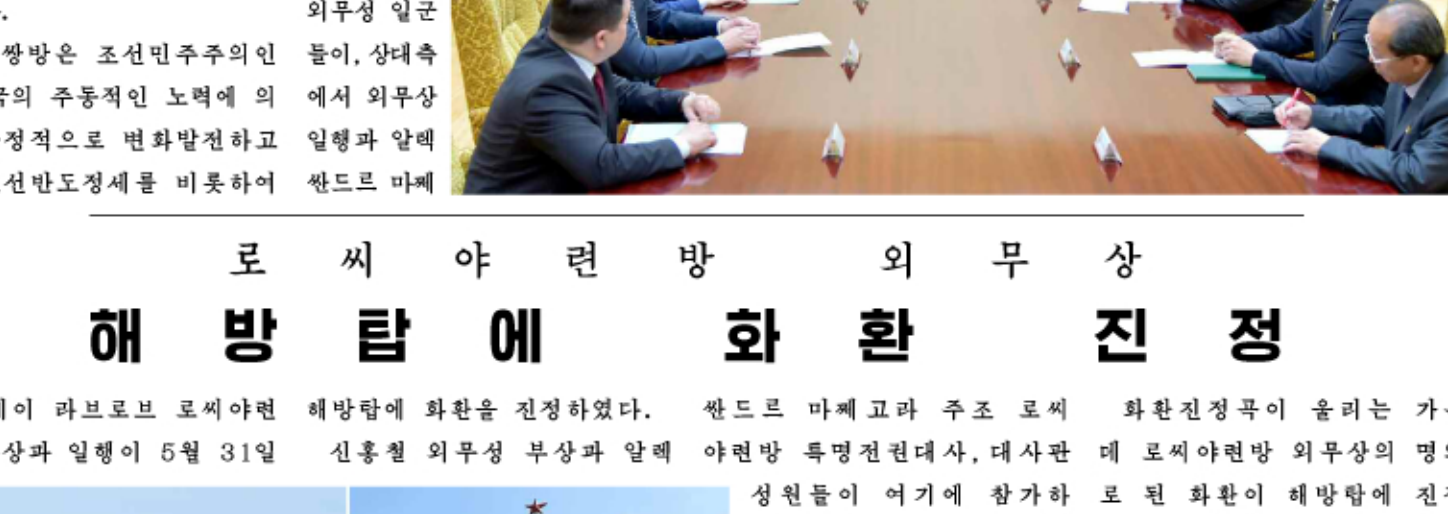 쌍방은 조선민주주의인
주동적인 노력에 의
정적으로 변화발전하고
선반도정세를 비롯하여
외무성 일군
들이, 상대측
에서 외무상
일행과 알렉
싼드르 마쩨
로씨야련방 외무상
해방탑에 화환 진정
라브로브 로씨야련
상과 일행이 5월 31일
해방탑에 화환을 진정하였다.
신홍철 외무성 부상과 알렉
싼드르 마쩨고라 주조 로씨
야련방 특명전권대사, 대사관
성원들이 여기에 참가하
화환진정곡이 울리는 가
데 로씨야련방 외무상의 명
로 된 화환이 해방탑에 진